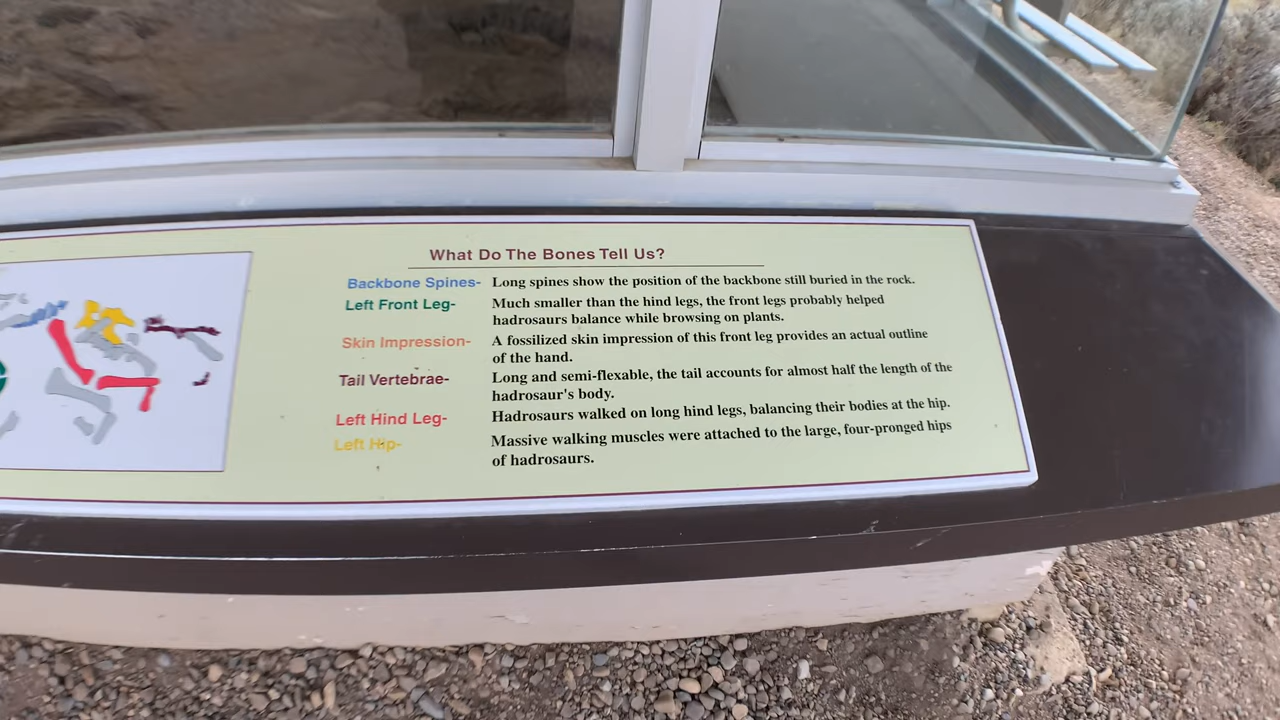 What Do The Bones Tell Us?
Backbone Spines- Long spines show the position of the backbone still buried in the rock.
Left Front Leg- Much smaller than the hind legs, the front legs probably helped
hadrosaurs balance while browsing on plants.
Skin Impression- A fossilized skin impression of this front leg provides an actual outline
of the hand.
Tail Vertebrae- Long and semi-flexible, the tail accounts for almost half the length of the
hadrosaur's body.
Left Hind Leg- Hadrosaurs walked on long hind legs, balancing their bodies at the hip.
Left Hip- Massive walking muscles were attached to the large, four-pronged hips
of hadrosaurs.